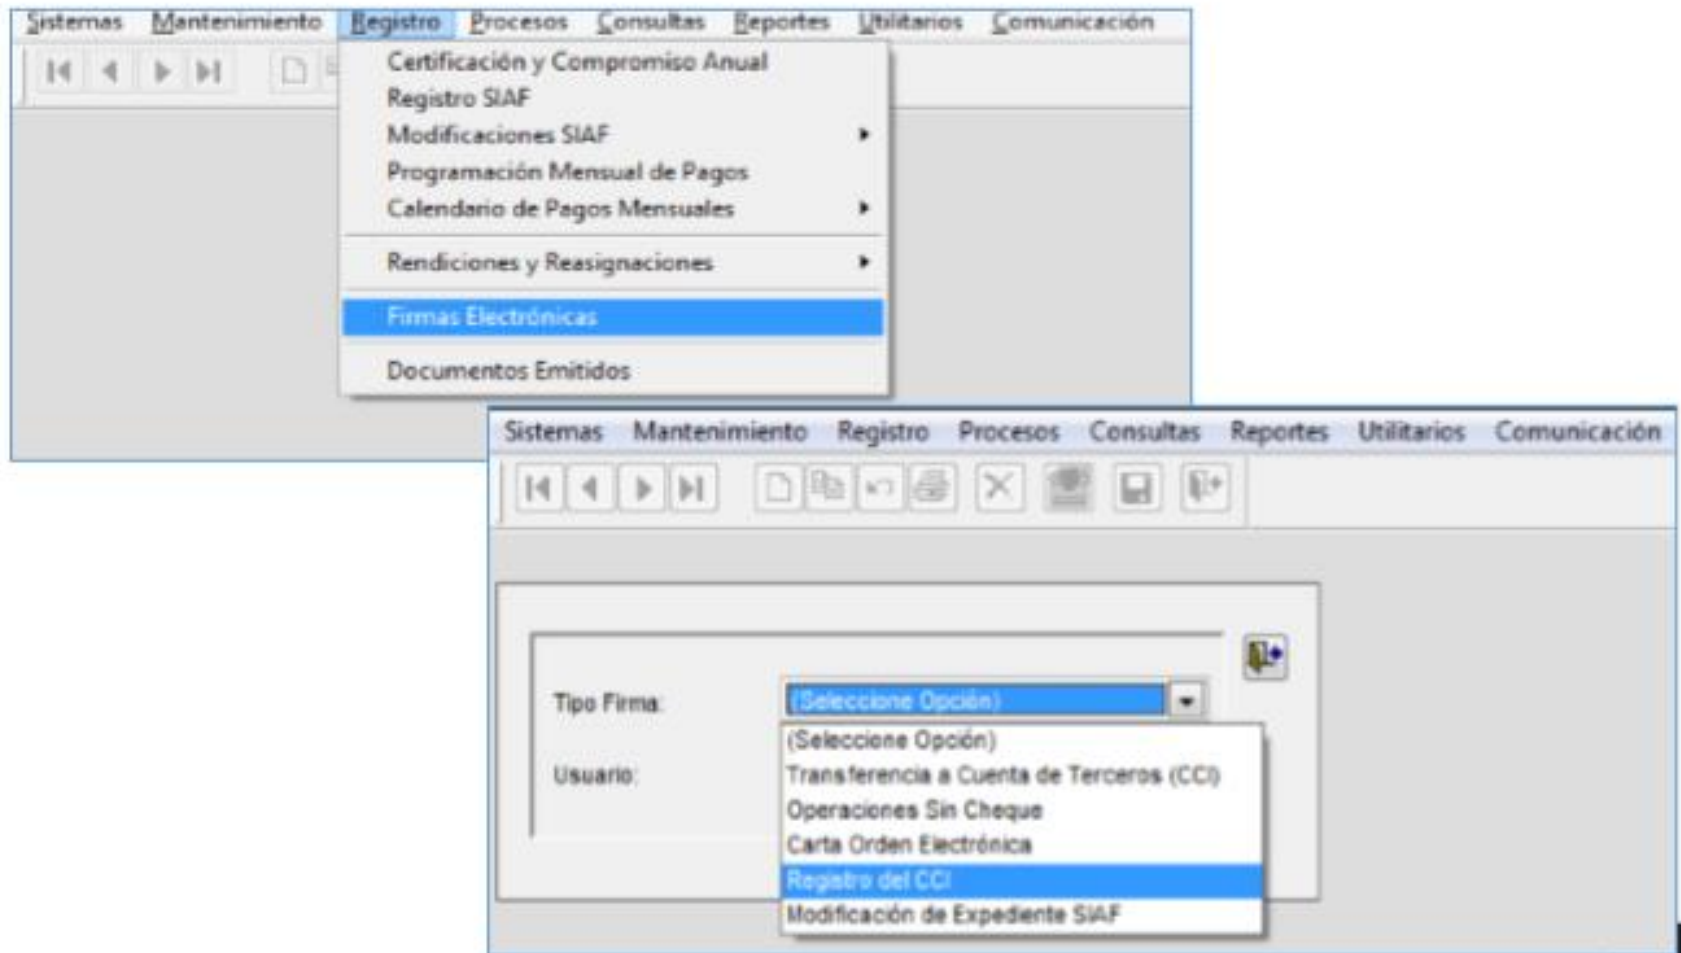 Sistemas Mantenimiento Registro Procesos Consultas Reportes Utilitarios Comunicación
Certificación y Compromiso Anual
Registro SIAF
Modificaciones SIAF
Programación Mensual de Pagos
Calendario de Pagos Mensuales
Rendiciones y Reasignaciones
Firmas Electrónicas
Documentos Emitidos
Sistemas Mantenimiento Registro Procesos Consultas Reportes Utilitarios Comunicación
Tipo Firma: (Seleccione Opción)
(Seleccione Opción)
Transferencia a Cuenta de Terceros (CCI)
Usuario:
Operaciones Sin Cheque
Carta Orden Electrónica
Registro del CCI
Modificación de Expediente SIAF